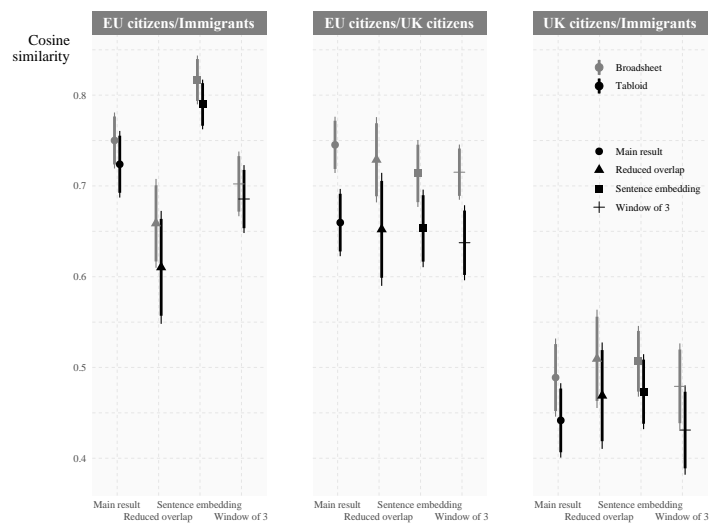 EU citizens/Immigrants
EU citizens/UK citizens
UK citizens/Immigrants
Cosine
similarity
0.8
0.7
0.6
0.5
0.4
Broadsheet
Tabloid
Main result
Reduced overlap
Sentence embedding
Window of 3
Main result
Sentence embedding
Reduced overlap
Window of 3
Main result
Sentence embedding
Reduced overlap
Window of 3
Main result
Sentence embedding
Reduced overlap
Window of 3